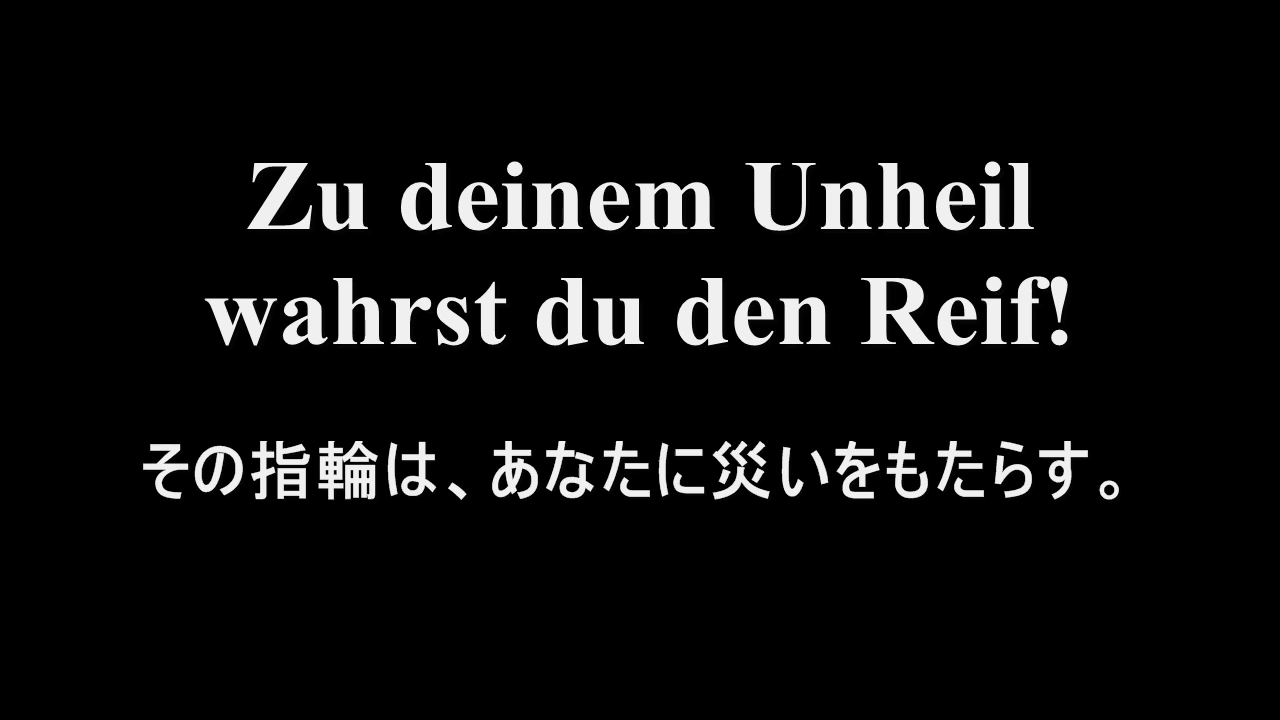 Zu deinem Unheil
wahrst du den Reif!
その指輪は、あなたに災いをもたらす。